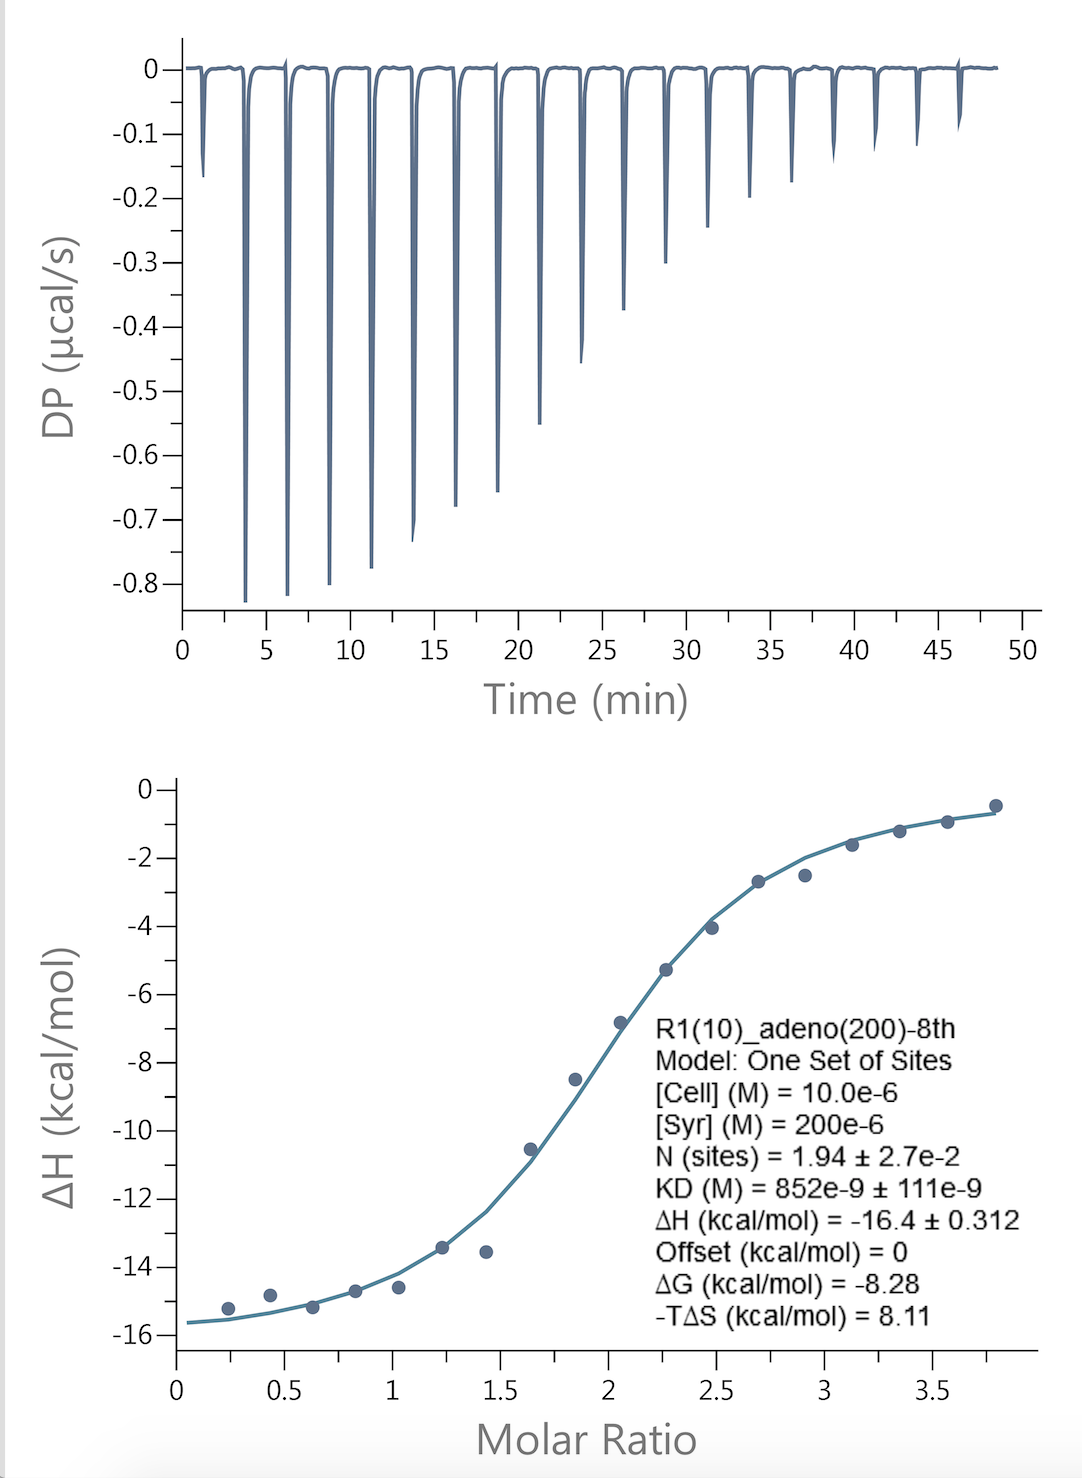 0
-0.1
-0.2
-0.3
-0.4
-0.5
-0.6
-0.7
-0.8
DP (µcal/s)
0 5 10 15 20 25 30 35 40 45 50
Time (min)
0
-2
-4
-6
-8
-10
-12
-14
-16
ΔH (kcal/mol)
R1(10)_adeno(200)-8th
Model: One Set of Sites
[Cell] (M) = 10.0e-6
[Syr] (M) = 200e-6
N (sites) = 1.94 ± 2.7e-2
KD (M) = 852e-9 ± 111e-9
ΔH (kcal/mol) = -16.4 ± 0.312
Offset (kcal/mol) = 0
ΔG (kcal/mol) = -8.28
-TΔS (kcal/mol) = 8.11
0 0.5 1 1.5 2 2.5 3 3.5
Molar Ratio